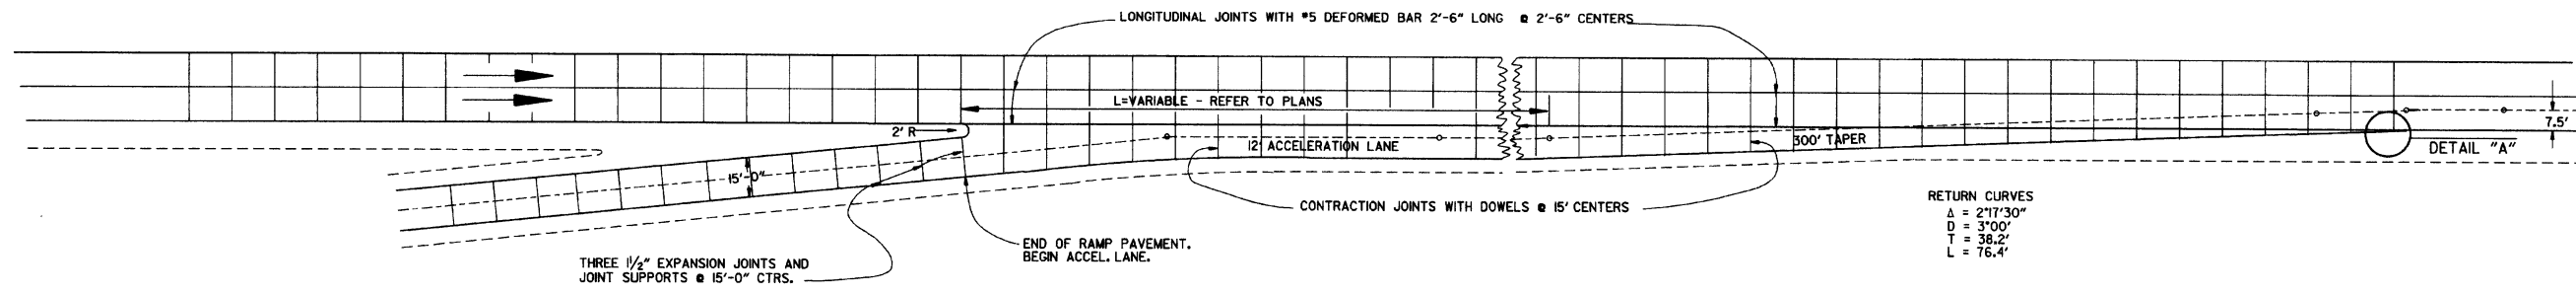 LONGITUDINAL JOINTS WITH #5 DEFORMED BAR 2'-6" LONG @ 2'-6" CENTERS
L=VARIABLE - REFER TO PLANS
2' R
12' ACCELERATION LANE
300' TAPER
7.5'
DETAIL "A"
15'-0"
CONTRACTION JOINTS WITH DOWELS @ 15' CENTERS
RETURN CURVES
Δ = 2°17'30"
D = 3°00'
T = 38.2'
L = 76.4'
END OF RAMP PAVEMENT.
BEGIN ACCEL. LANE.
THREE 1½" EXPANSION JOINTS AND
JOINT SUPPORTS @ 15'-0" CTRS.